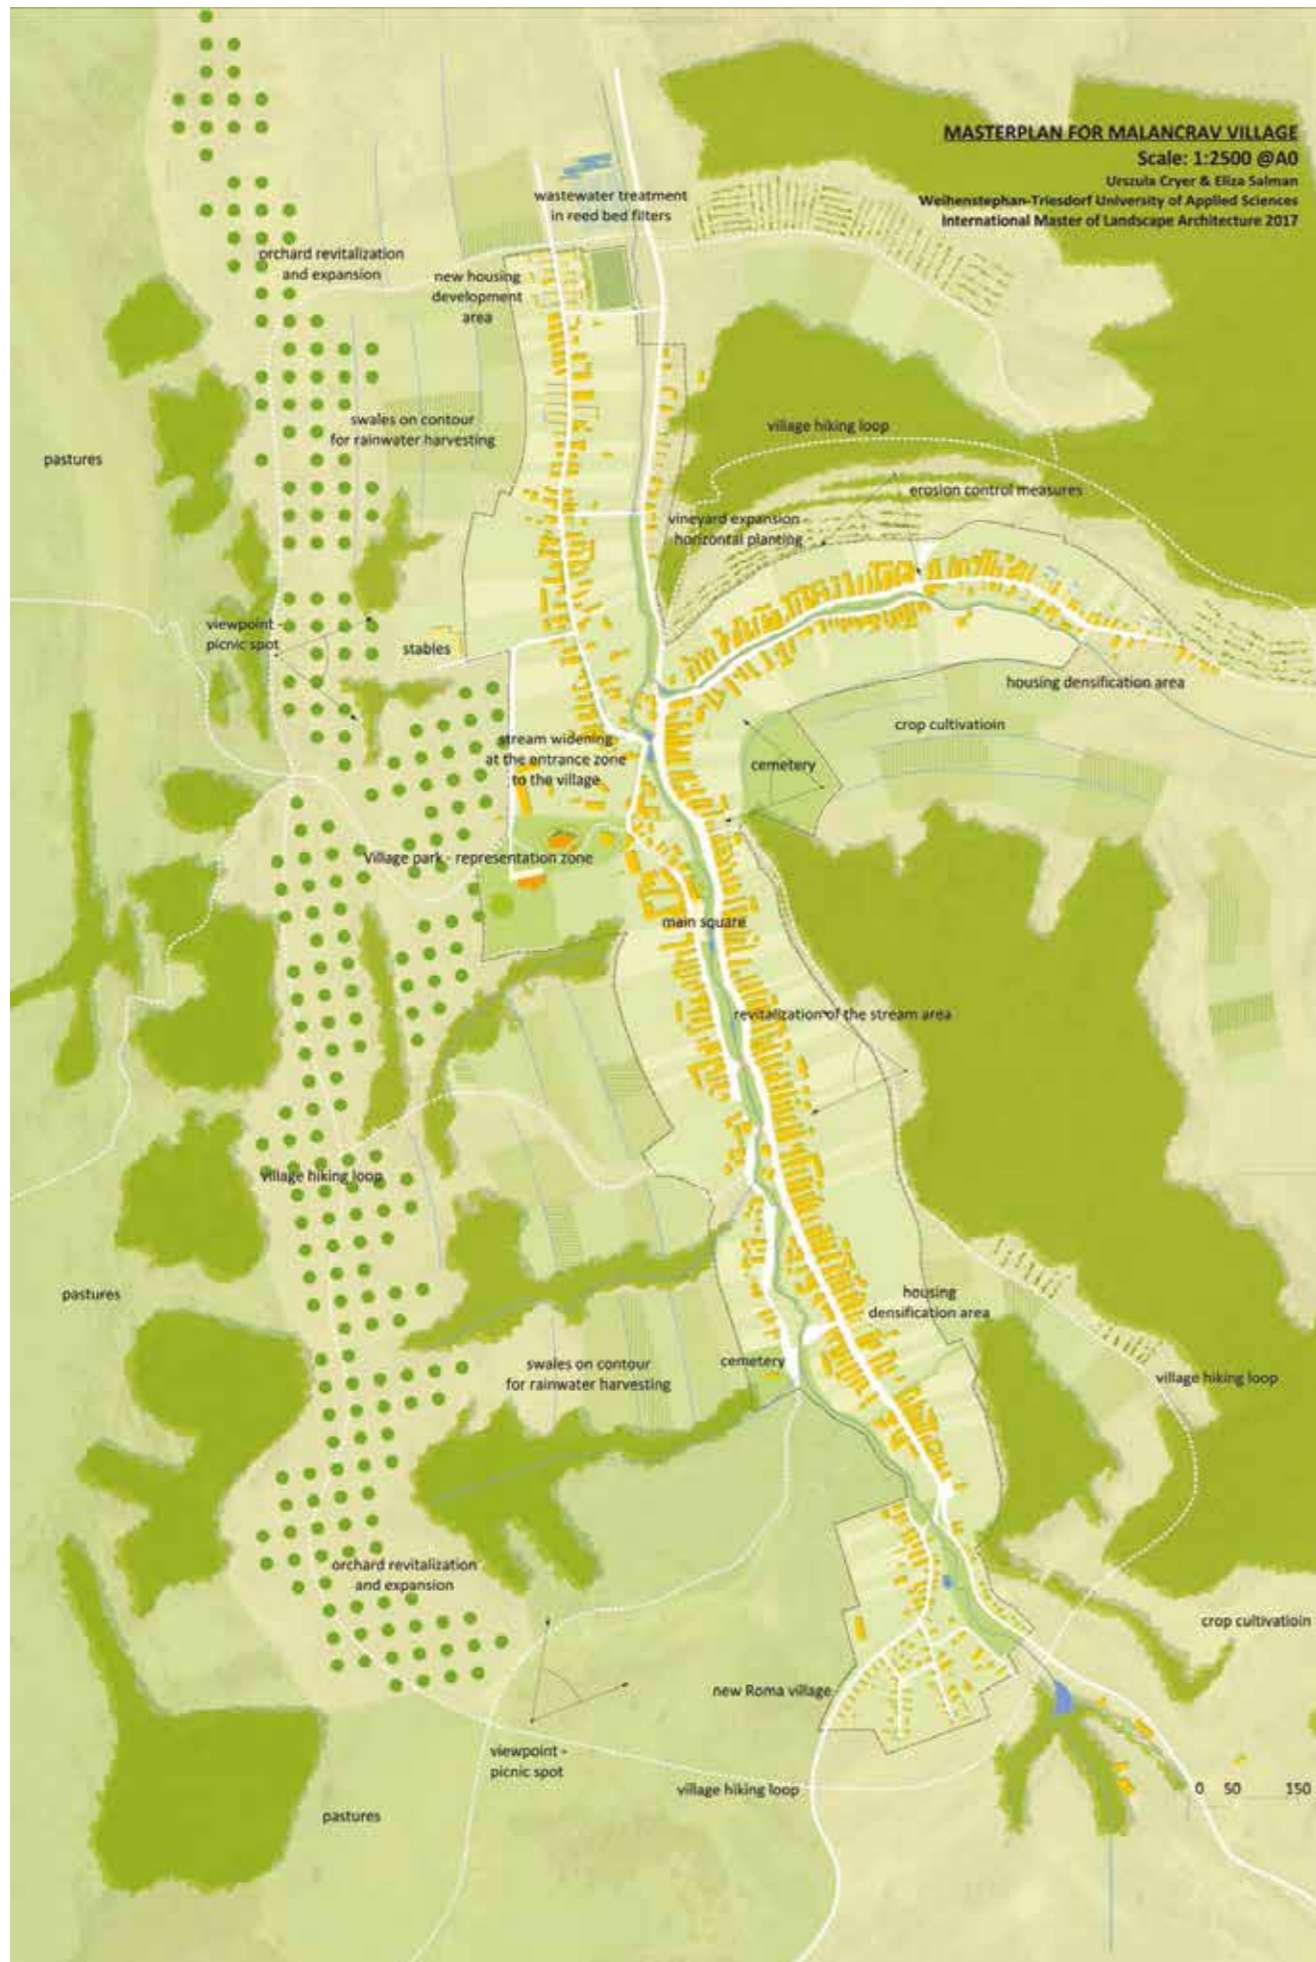 MASTERPLAN FOR MALANCRAV VILLAGE
Scale: 1:2500 @A0
Urszula Cryer & Eliza Salman
Weihenstephan-Triesdorf University of Applied Sciences
International Master of Landscape Architecture 2017
wastewater treatment
in reed bed filters
orchard revitalization
and expansion
new housing
development
area
swales on contour
for rainwater harvesting
pastures
village hiking loop
erosion control measures
vineyard expansion -
horizontal planting
viewpoint -
picnic spot
stables
housing densification area
crop cultivatioin
stream widening
at the entrance zone
to the village
cemetery
Village park - representation zone
main square
revitalization of the stream area
village hiking loop
pastures
housing
densification area
cemetery
swales on contour
for rainwater harvesting
village hiking loop
orchard revitalization
and expansion
crop cultivatioin
new Roma village
viewpoint -
picnic spot
village hiking loop
pastures
0 50 150